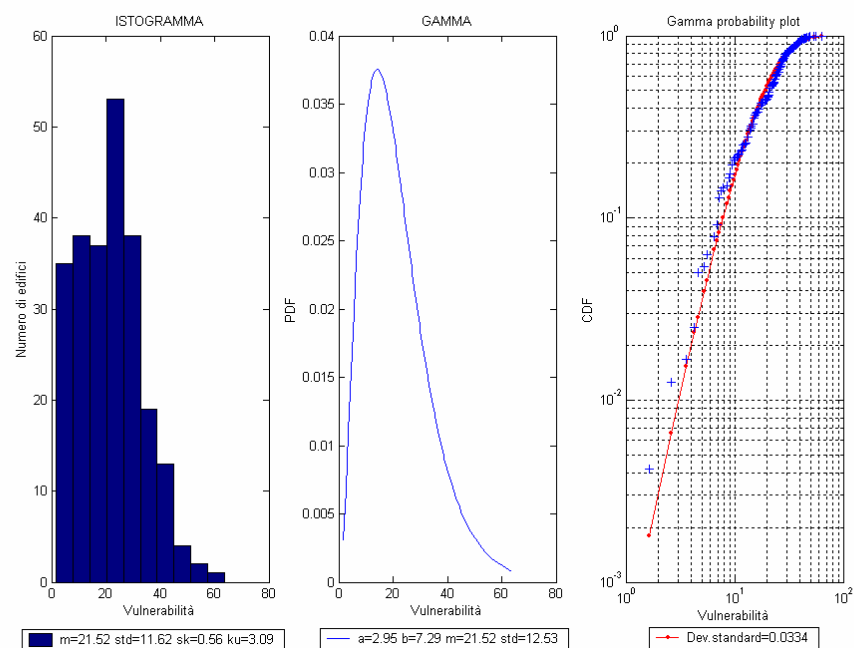 ISTOGRAMMA
60
50
40
30
20
10
0
0 20 40 60 80
Numero di edifici
Vulnerabilità
m=21.52 std=11.62 sk=0.56 ku=3.09
GAMMA
0.04
0.035
0.03
0.025
0.02
0.015
0.01
0.005
0
0 20 40 60 80
PDF
Vulnerabilità
a=2.95 b=7.29 m=21.52 std=12.53
Gamma probability plot
10^0
10^-1
10^-2
10^-3
10^0 10^1 10^2
CDF
Vulnerabilità
Dev.standard=0.0334